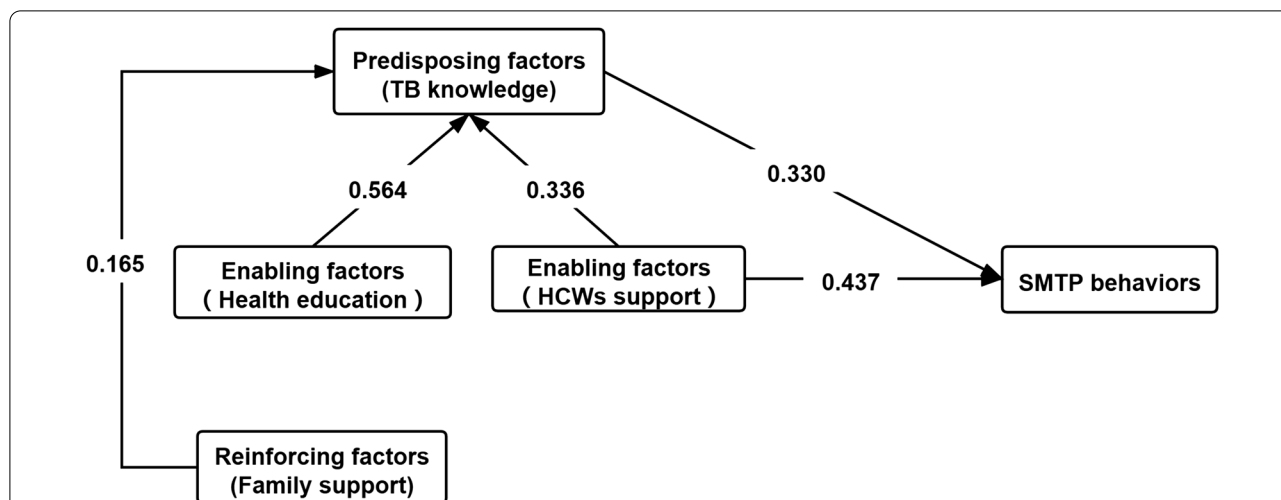 Predisposing factors
(TB knowledge)
0.330
0.564
0.336
0.165
Enabling factors
( Health education )
Enabling factors
( HCWs support )
0.437
SMTP behaviors
Reinforcing factors
(Family support)